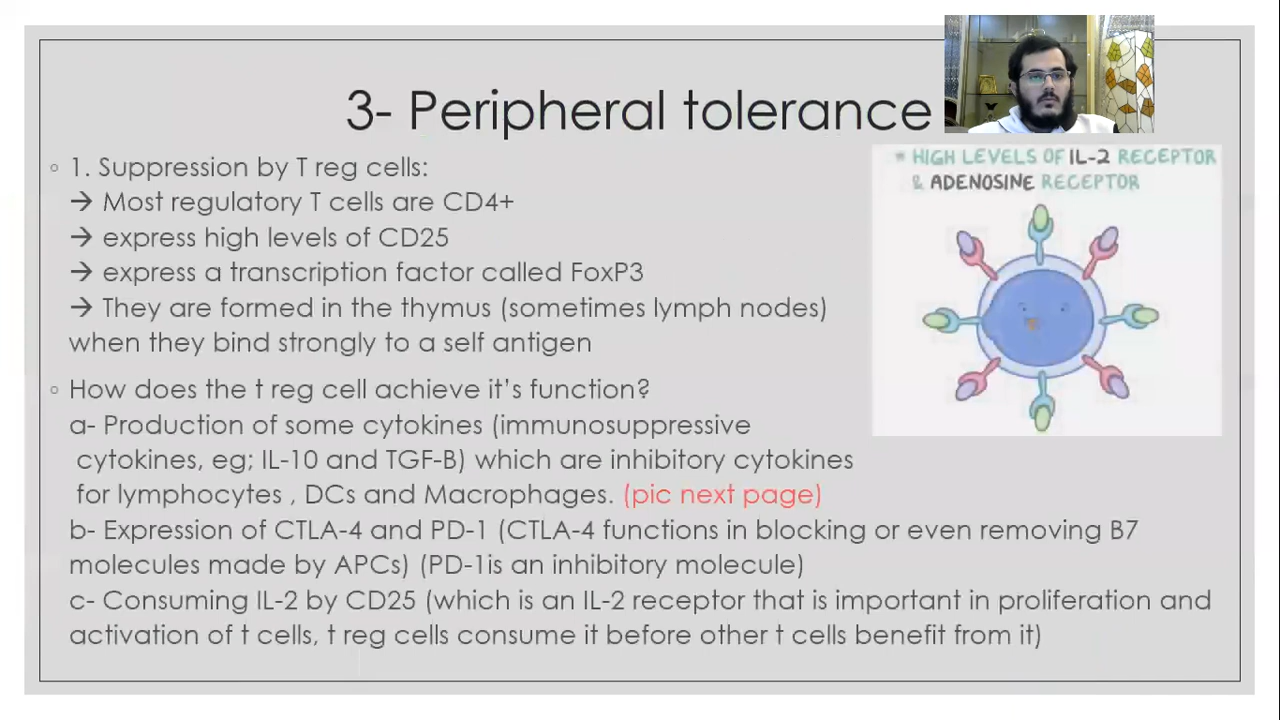 3- Peripheral tolerance
◦ 1. Suppression by T reg cells:
→ Most regulatory T cells are CD4+
→ express high levels of CD25
→ express a transcription factor called FoxP3
→ They are formed in the thymus (sometimes lymph nodes)
when they bind strongly to a self antigen
◦ How does the t reg cell achieve it's function?
a- Production of some cytokines (immunosuppressive
cytokines, eg; IL-10 and TGF-B) which are inhibitory cytokines
for lymphocytes , DCs and Macrophages. (pic next page)
b- Expression of CTLA-4 and PD-1 (CTLA-4 functions in blocking or even removing B7
molecules made by APCs) (PD-1is an inhibitory molecule)
c- Consuming IL-2 by CD25 (which is an IL-2 receptor that is important in proliferation and
activation of t cells, t reg cells consume it before other t cells benefit from it)
* HIGH LEVELS OF IL-2 RECEPTOR
& ADENOSINE RECEPTOR